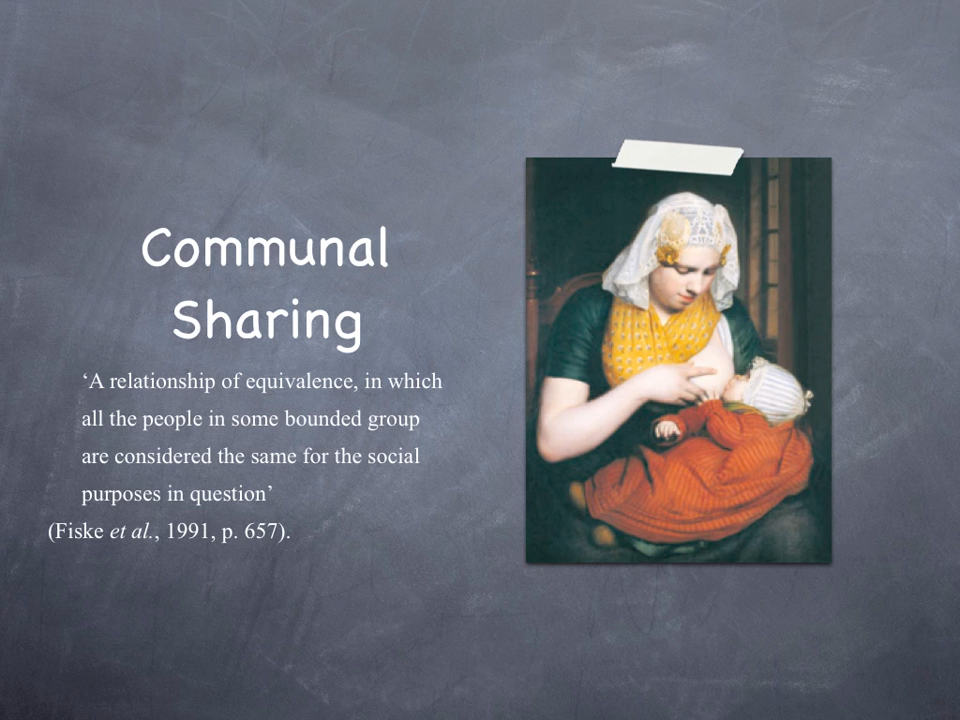 Communal
Sharing
‘A relationship of equivalence, in which
all the people in some bounded group
are considered the same for the social
purposes in question’
(Fiske et al., 1991, p. 657).